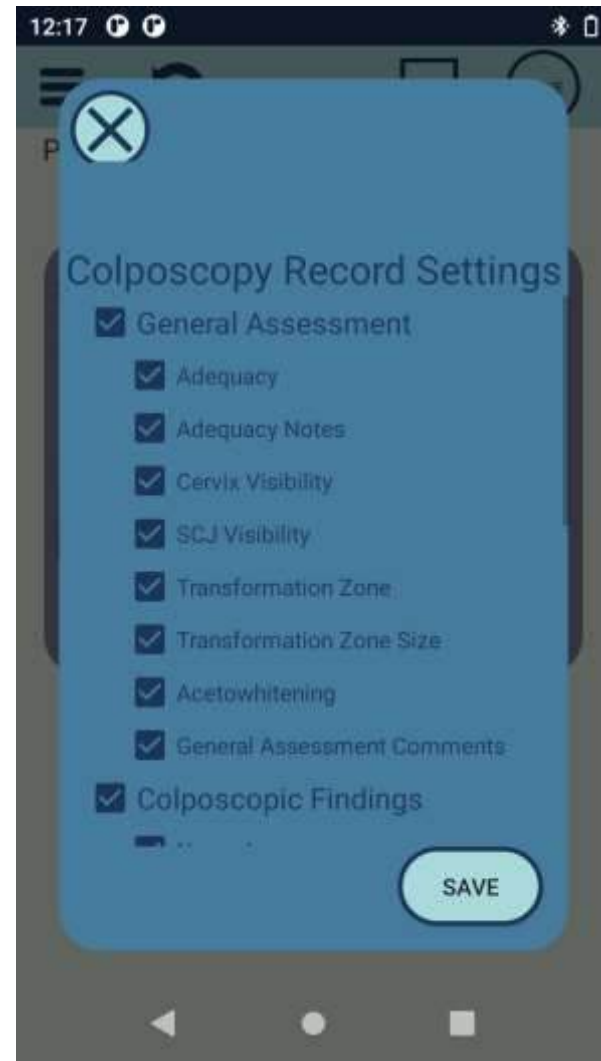 12:17
P
Colposcopy Record Settings
General Assessment
Adequacy
Adequacy Notes
Cervix Visibility
SCJ Visibility
Transformation Zone
Transformation Zone Size
Acetowhitening
General Assessment Comments
Colposcopic Findings
SAVE